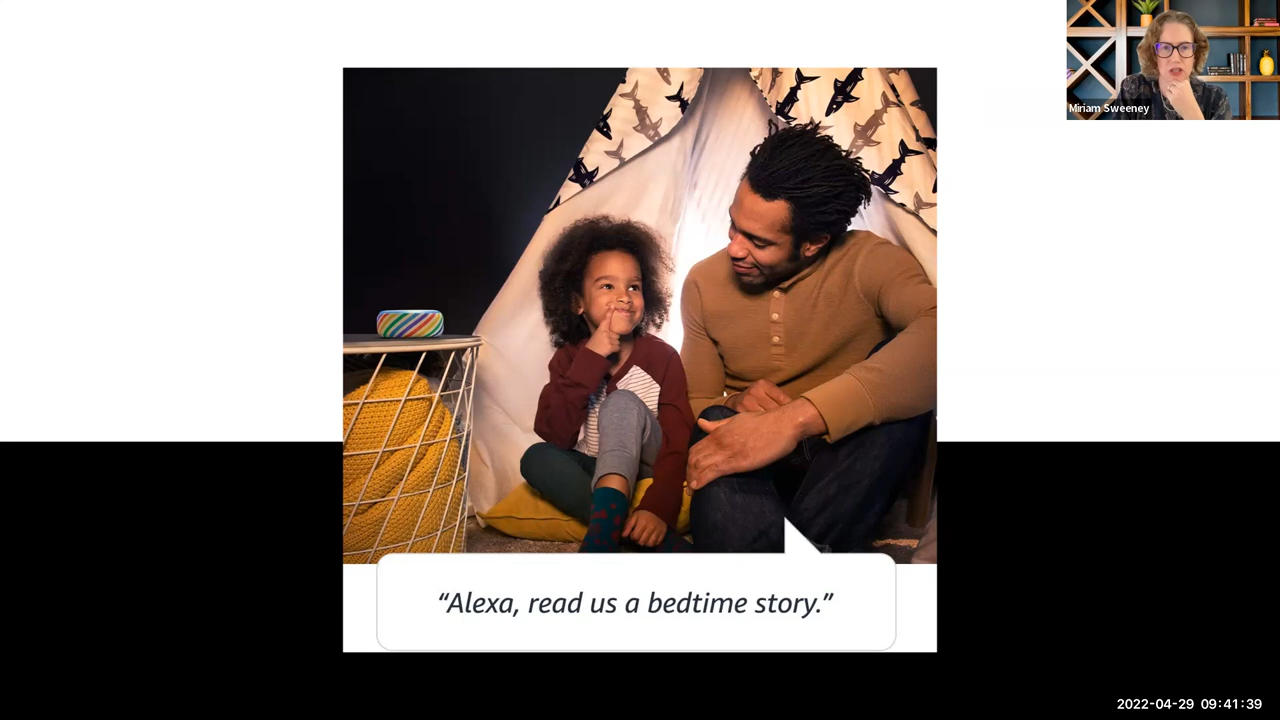 Miriam Sweeney
“Alexa, read us a bedtime story.”
2022-04-29 09:41:39